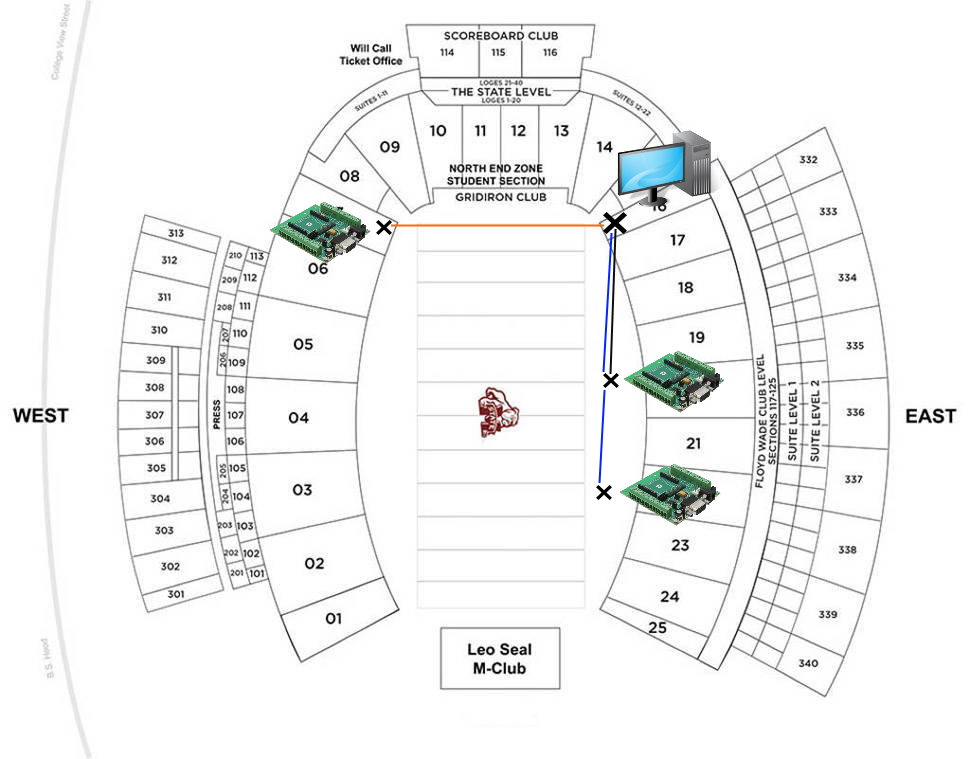 College View Street
B.S. Hood
Will Call
Ticket Office
SCOREBOARD CLUB
114 115 116
LOGES 21-40
THE STATE LEVEL
LOGES 1-20
SUITES 1-11
SUITES 12-22
08 09 10 11 12 13 14
16
NORTH END ZONE
STUDENT SECTION
GRIDIRON CLUB
WEST
EAST
313
312
311
310
309
308
307
306
305
304
303
302
301
PRESS
210
209
208
207
206
205
204
203
202
201
113
112
111
110
109
108
107
106
105
104
103
102
101
06
05
04
03
02
01
17
18
19
21
23
24
25
FLOYD WADE CLUB LEVEL
SECTIONS 117-125
SUITE LEVEL 1
SUITE LEVEL 2
332
333
334
335
336
337
338
339
340
Leo Seal
M-Club